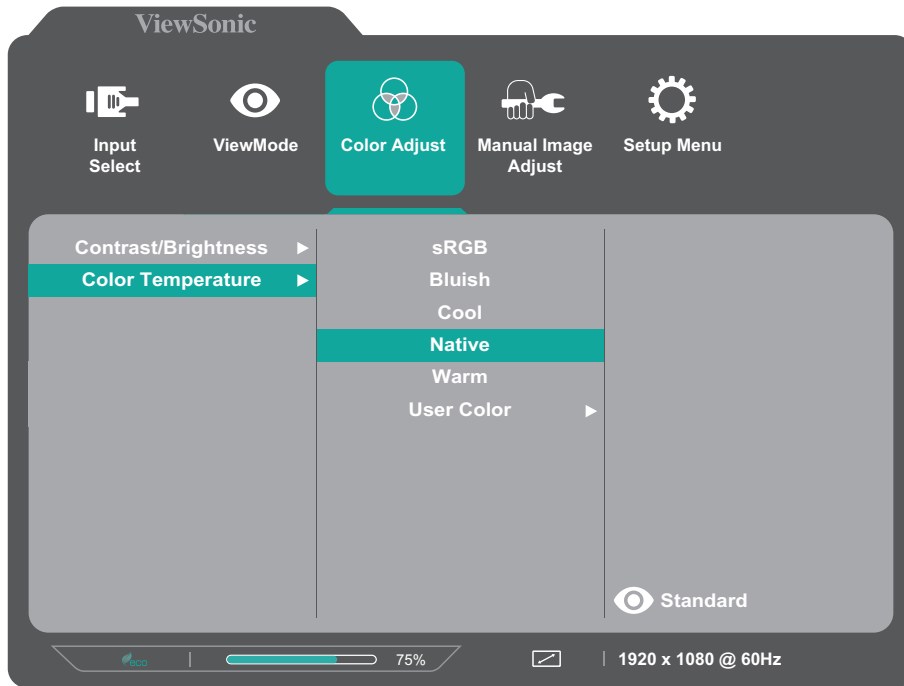 ViewSonic
Input
Select
ViewMode
Color Adjust
Manual Image
Adjust
Setup Menu
Contrast/Brightness
Color Temperature
sRGB
Bluish
Cool
Native
Warm
User Color
Standard
eco
75%
1920 x 1080 @ 60Hz